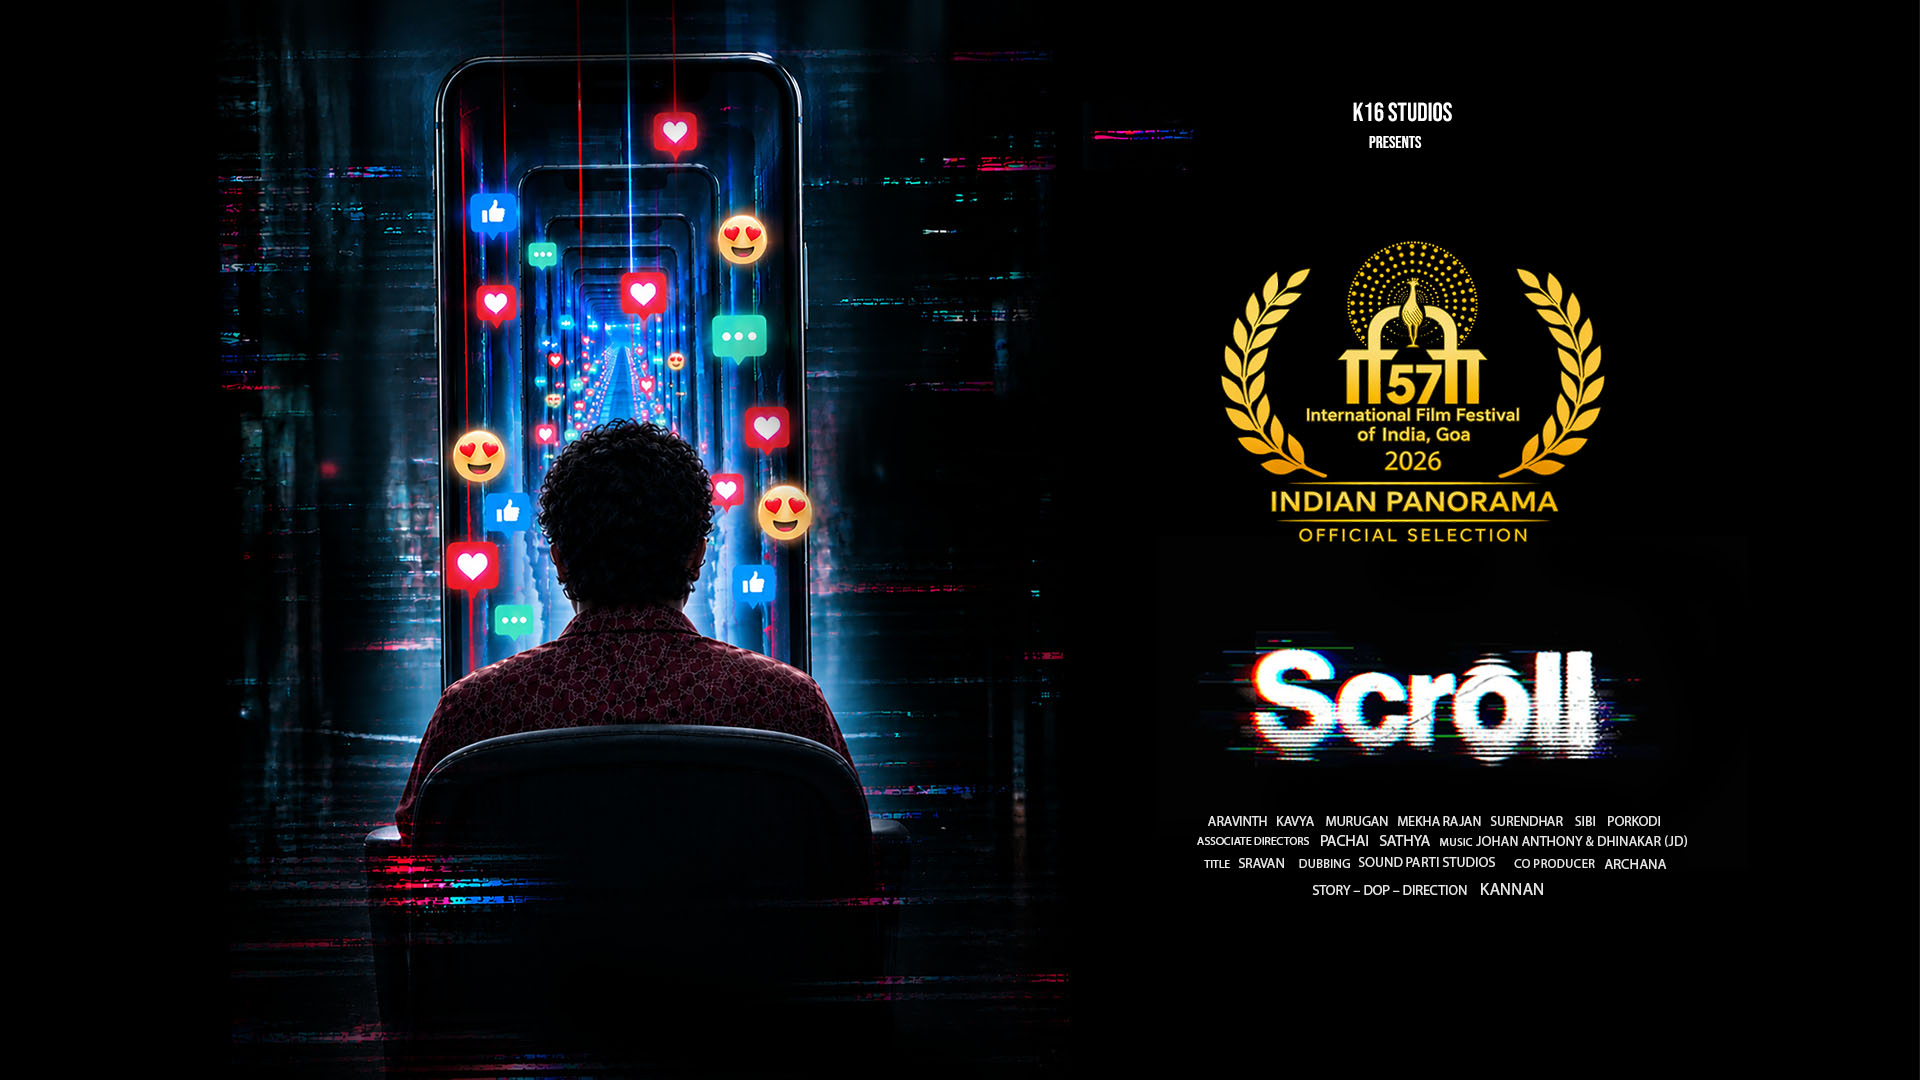 K16 STUDIOS
PRESENTS
57
International Film Festival
of India, Goa
2026
INDIAN PANORAMA
OFFICIAL SELECTION
Scroll
ARAVINTH KAVYA MURUGAN MEKHA RAJAN SURENDHAR SIBI PORKODI
ASSOCIATE DIRECTORS PACHAI SATHYA MUSIC JOHAN ANTHONY & DHINAKAR (JD)
TITLE SRAVAN DUBBING SOUND PARTI STUDIOS CO PRODUCER ARCHANA
STORY – DOP – DIRECTION KANNAN